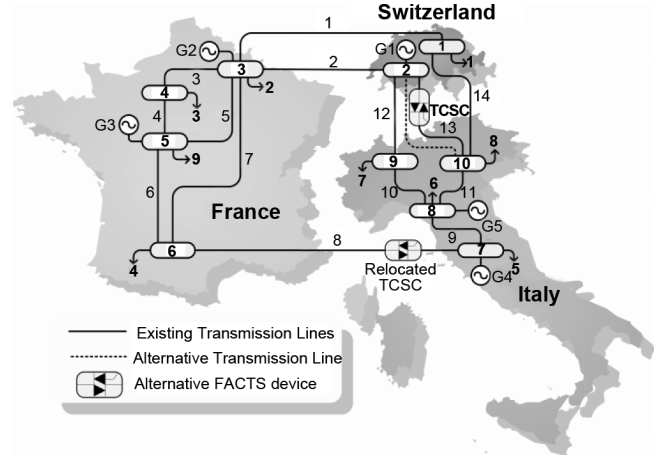 Switzerland
1
G2
G1
1
1
3
2
2
3
2
4
14
TCSC
3
4
5
12
13
G3
5
8
9
9
10
7
7
6
6
10
11
France
8
G5
6
8
9
7
4
Relocated
TCSC
5
G4
Italy
Existing Transmission Lines
Alternative Transmission Line
Alternative FACTS device